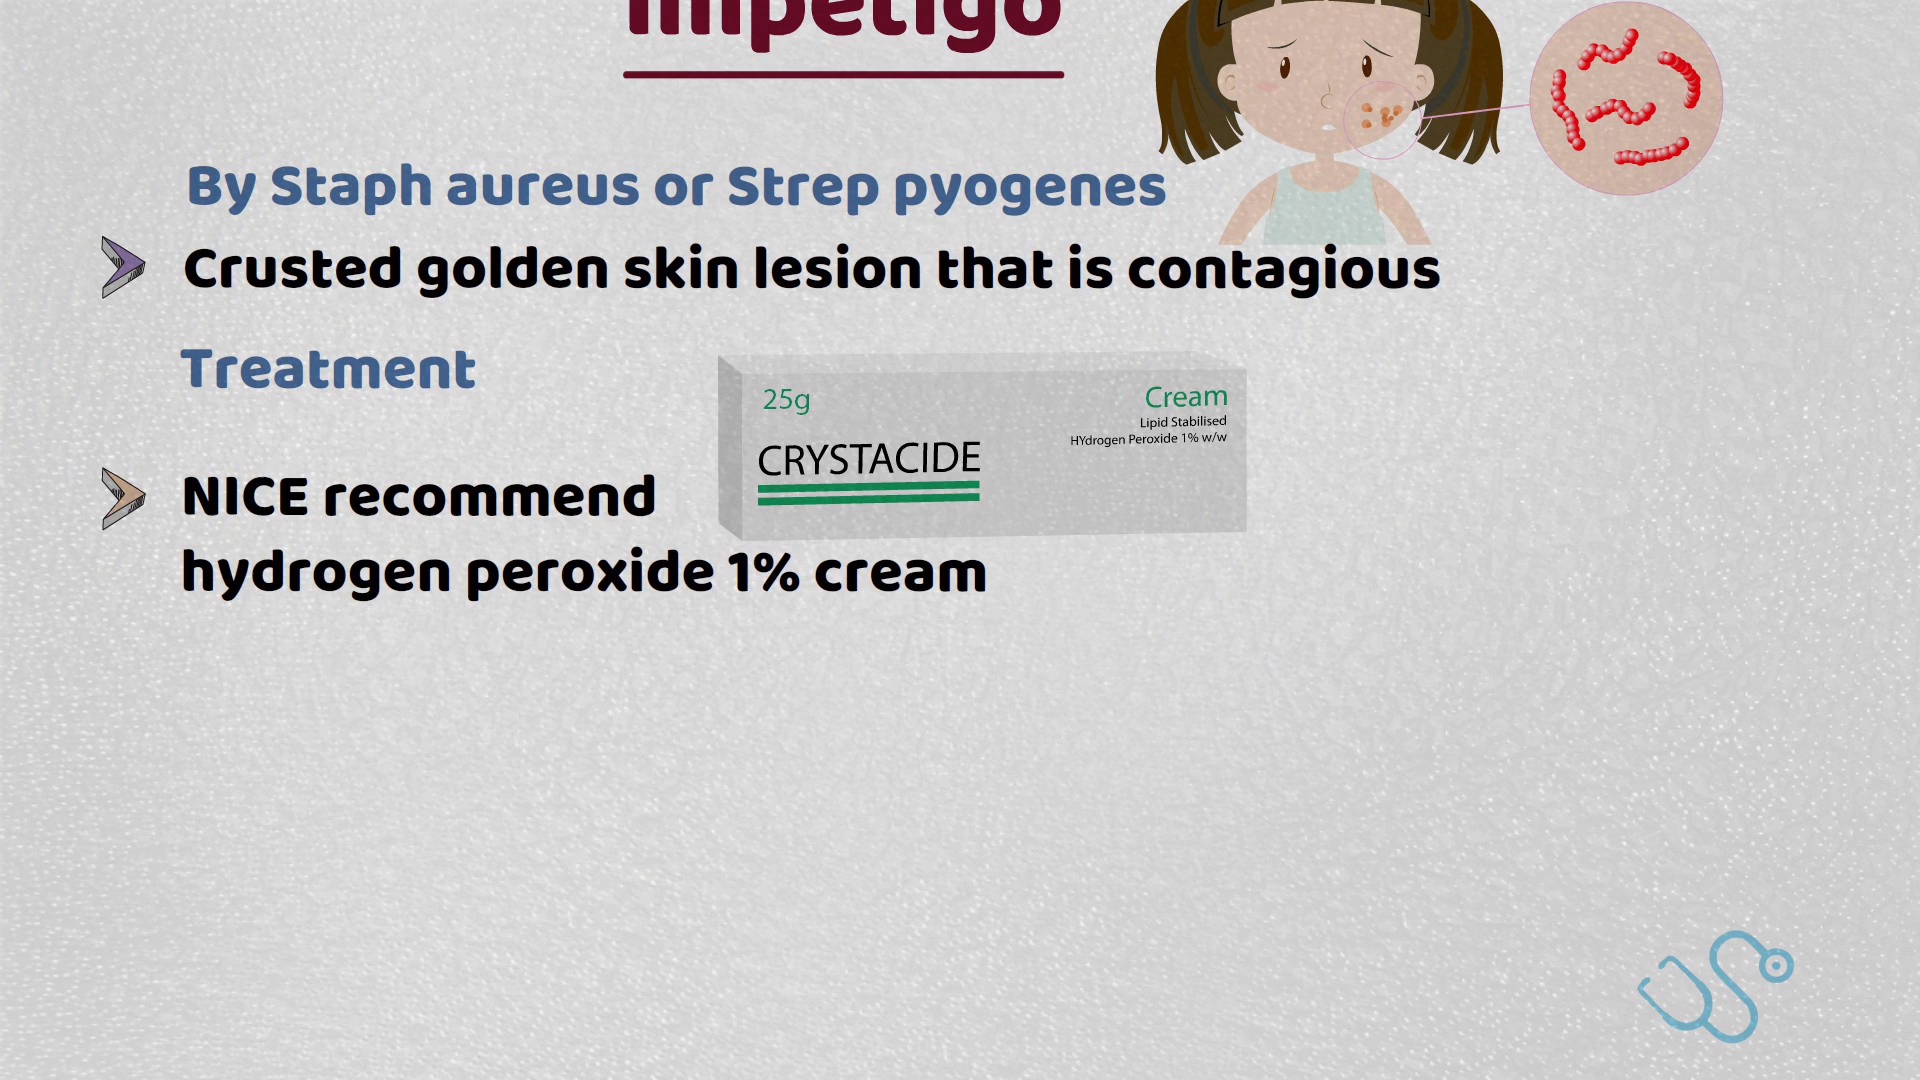 Impetigo
By Staph aureus or Strep pyogenes
Crusted golden skin lesion that is contagious
Treatment
25g
Cream
Lipid Stabilised
HYdrogen Peroxide 1% w/w
CRYSTACIDE
NICE recommend
hydrogen peroxide 1% cream